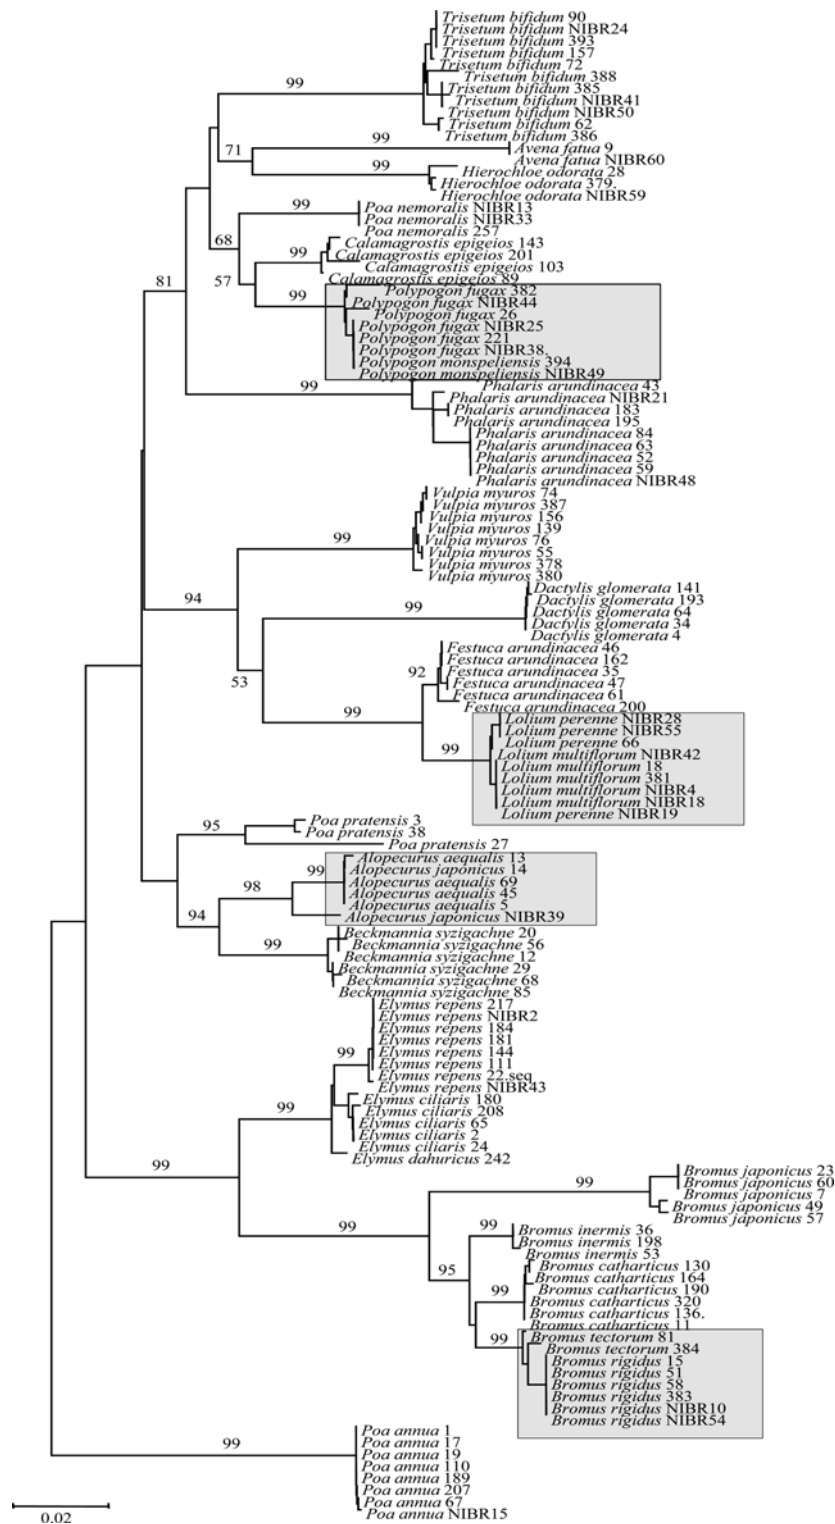 Trisetum bifidum 90
Trisetum bifidum NIBR24
Trisetum bifidum 393
Trisetum bifidum 157
Trisetum bifidum 72
Trisetum bifidum 388
99
Trisetum bifidum 385
Trisetum bifidum NIBR41
Trisetum bifidum NIBR50
Trisetum bifidum 62
Trisetum bifidum 386
99
Avena fatua 9
71
Avena fatua NIBR60
99
Hierochloe odorata 28
Hierochloe odorata 379.
Hierochloe odorata NIBR59
99
Poa nemoralis NIBR13
Poa nemoralis NIBR33
Poa nemoralis 257
68
Calamagrostis epigeios 143
99
Calamagrostis epigeios 201
Calamagrostis epigeios 103
81
57
Calamagrostis epigeios 89
Polypogon fugax 382
99
Polypogon fugax NIBR44
Polypogon fugax 26
Polypogon fugax NIBR25
Polypogon fugax 221
Polypogon fugax NIBR38.
Polypogon monspeliensis 394
Polypogon monspeliensis NIBR49
99
Phalaris arundinacea 43
Phalaris arundinacea NIBR21
Phalaris arundinacea 183
Phalaris arundinacea 195
Phalaris arundinacea 84
Phalaris arundinacea 63
Phalaris arundinacea 52
Phalaris arundinacea 59
Phalaris arundinacea NIBR48
Vulpia myuros 74
Vulpia myuros 387
Vulpia myuros 156
Vulpia myuros 139
99
Vulpia myuros 76
Vulpia myuros 55
Vulpia myuros 378
Vulpia myuros 380
Dactylis glomerata 141
94
Dactylis glomerata 193
99
Dactylis glomerata 64
Dactylis glomerata 34
Dactylis glomerata 4
Festuca arundinacea 46
Festuca arundinacea 162
92
Festuca arundinacea 35
53
Festuca arundinacea 47
Festuca arundinacea 61
Festuca arundinacea 200
99
Lolium perenne NIBR28
Lolium perenne NIBR55
Lolium perenne 66
99
Lolium multiflorum NIBR42
Lolium multiflorum 18
Lolium multiflorum 381
Lolium multiflorum NIBR4
Lolium multiflorum NIBR18
Lolium perenne NIBR19
Poa pratensis 3
95
Poa pratensis 38
Poa pratensis 27
Alopecurus aequalis 13
99
Alopecurus japonicus 14
Alopecurus aequalis 69
98
Alopecurus aequalis 45
Alopecurus aequalis 5
Alopecurus japonicus NIBR39
94
Beckmannia syzigachne 20
Beckmannia syzigachne 56
99
Beckmannia syzigachne 12
Beckmannia syzigachne 29
Beckmannia syzigachne 68
Beckmannia syzigachne 85
Elymus repens 217
Elymus repens NIBR2
Elymus repens 184
Elymus repens 181
99
Elymus repens 144
Elymus repens 111
Elymus repens 22.seq
Elymus repens NIBR43
Elymus ciliaris 180
99
Elymus ciliaris 208
Elymus ciliaris 65
Elymus ciliaris 2
Elymus ciliaris 24
Elymus dahuricus 242
99
Bromus japonicus 23
99
Bromus japonicus 60
Bromus japonicus 7
Bromus japonicus 49
Bromus japonicus 57
99
99
Bromus inermis 36
Bromus inermis 198
Bromus inermis 53
95
Bromus catharticus 130
Bromus catharticus 164
99
Bromus catharticus 190
Bromus catharticus 320
Bromus catharticus 136.
Bromus catharticus 11
99
Bromus tectorum 81
Bromus tectorum 384
Bromus rigidus 15
Bromus rigidus 51
Bromus rigidus 58
Bromus rigidus 383
Bromus rigidus NIBR10
Bromus rigidus NIBR54
Poa annua 1
Poa annua 17
99
Poa annua 19
Poa annua 110
Poa annua 189
Poa annua 207
Poa annua 67
Poa annua NIBR15
0.02